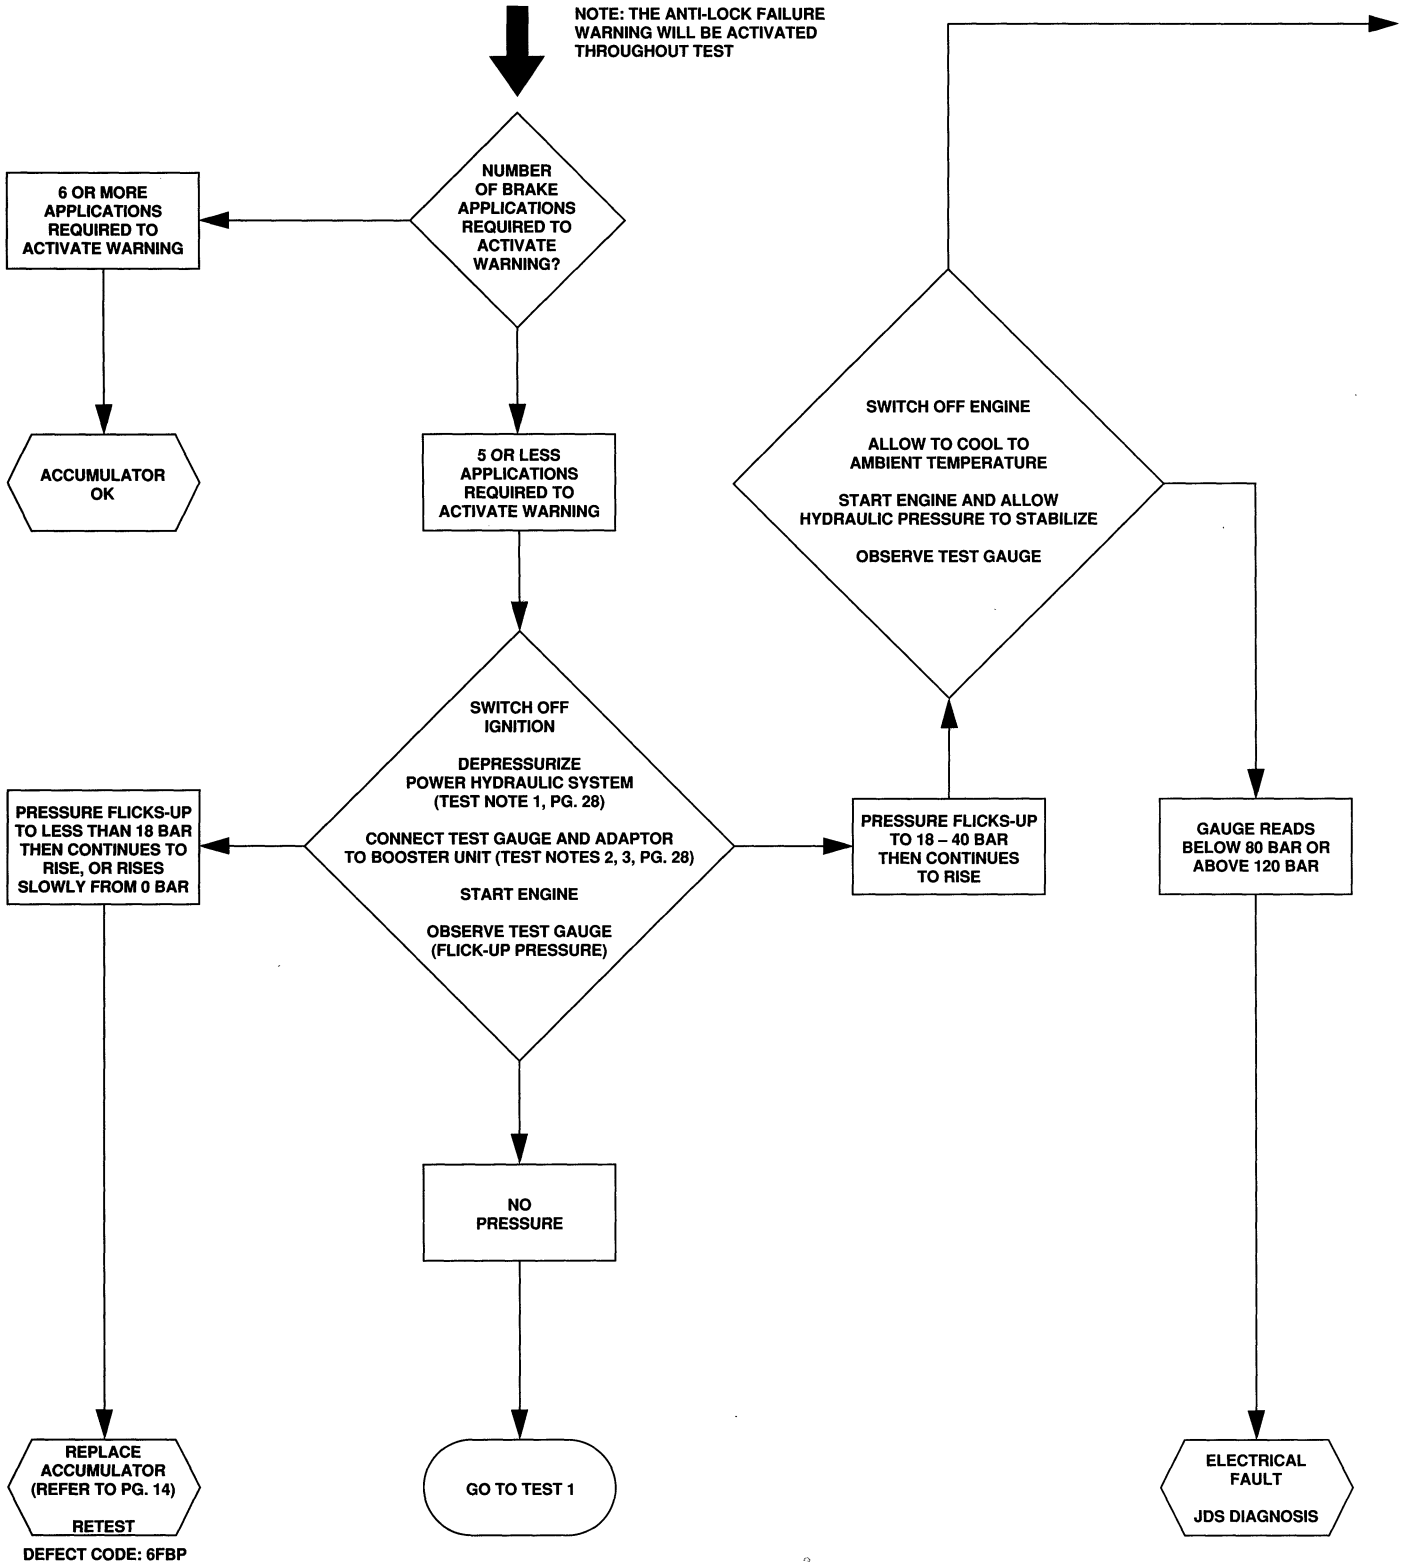 NOTE: THE ANTI-LOCK FAILURE
WARNING WILL BE ACTIVATED
THROUGHOUT TEST
NUMBER
OF BRAKE
APPLICATIONS
REQUIRED TO
ACTIVATE
WARNING?
6 OR MORE
APPLICATIONS
REQUIRED TO
ACTIVATE WARNING
ACCUMULATOR
OK
5 OR LESS
APPLICATIONS
REQUIRED TO
ACTIVATE WARNING
SWITCH OFF ENGINE
ALLOW TO COOL TO
AMBIENT TEMPERATURE
START ENGINE AND ALLOW
HYDRAULIC PRESSURE TO STABILIZE
OBSERVE TEST GAUGE
SWITCH OFF
IGNITION
DEPRESSURIZE
POWER HYDRAULIC SYSTEM
(TEST NOTE 1, PG. 28)
CONNECT TEST GAUGE AND ADAPTOR
TO BOOSTER UNIT (TEST NOTES 2, 3, PG. 28)
START ENGINE
OBSERVE TEST GAUGE
(FLICK-UP PRESSURE)
PRESSURE FLICKS-UP
TO LESS THAN 18 BAR
THEN CONTINUES TO
RISE, OR RISES
SLOWLY FROM 0 BAR
PRESSURE FLICKS-UP
TO 18 – 40 BAR
THEN CONTINUES
TO RISE
GAUGE READS
BELOW 80 BAR OR
ABOVE 120 BAR
NO
PRESSURE
REPLACE
ACCUMULATOR
(REFER TO PG. 14)
RETEST
DEFECT CODE: 6FBP
GO TO TEST 1
ELECTRICAL
FAULT
JDS DIAGNOSIS